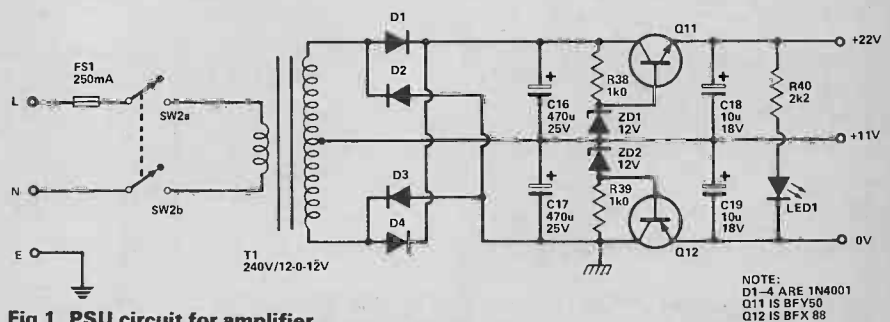 FS1
250mA
L
SW2a
N
SW2b
E
T1
240V/12-0-12V
D1
D2
D3
D4
C16
470u
25V
C17
470u
25V
R38
1k0
ZD1
12V
ZD2
12V
R39
1k0
Q11
Q12
C18
10u
18V
C19
10u
18V
R40
2k2
LED1
+22V
+11V
0V
NOTE:
D1–4 ARE 1N4001
Q11 IS BFY50
Q12 IS BFX 88
Fig 1 PSU circuit for amplifier